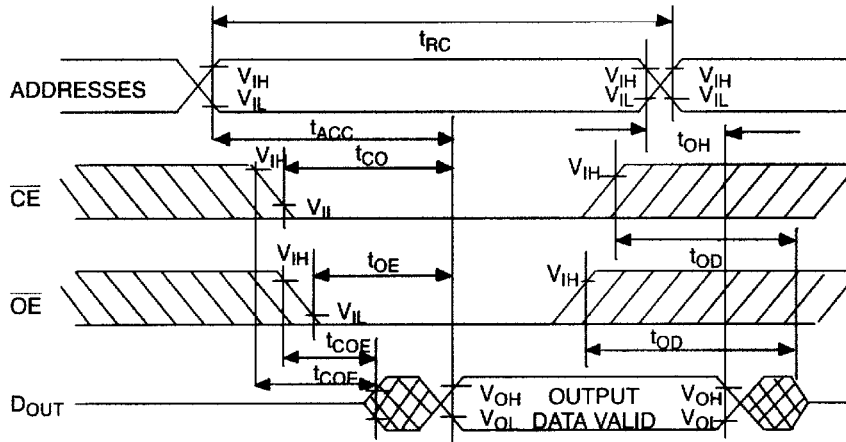 tRC
ADDRESSES
VIH
VIL
VIH
VIL
VIH
VIL
tACC
tOH
tCO
CE
VIH
VIL
VIH
tOD
OE
VIH
VIL
tOE
VIH
tOD
tCOE
tCOE
DOUT
VOH
VOL
OUTPUT
DATA VALID
VOH
VOL